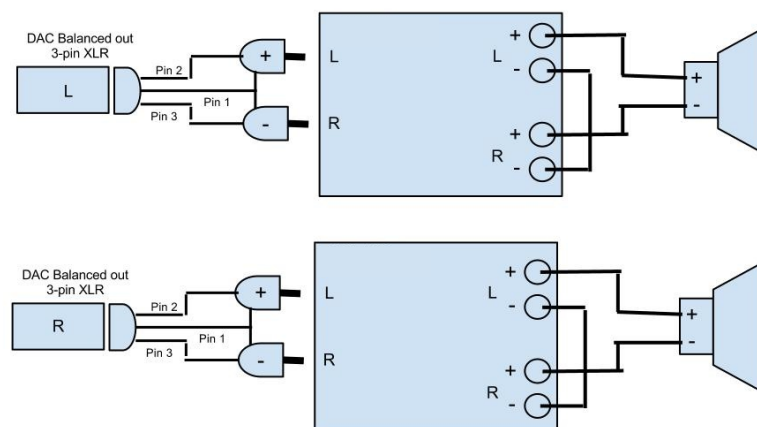 DAC Balanced out
3-pin XLR
L
Pin 2
Pin 1
Pin 3
+
-
L
R
+
L
-
+
R
-
+
-
DAC Balanced out
3-pin XLR
R
Pin 2
Pin 1
Pin 3
+
-
L
R
+
L
-
+
R
-
+
-